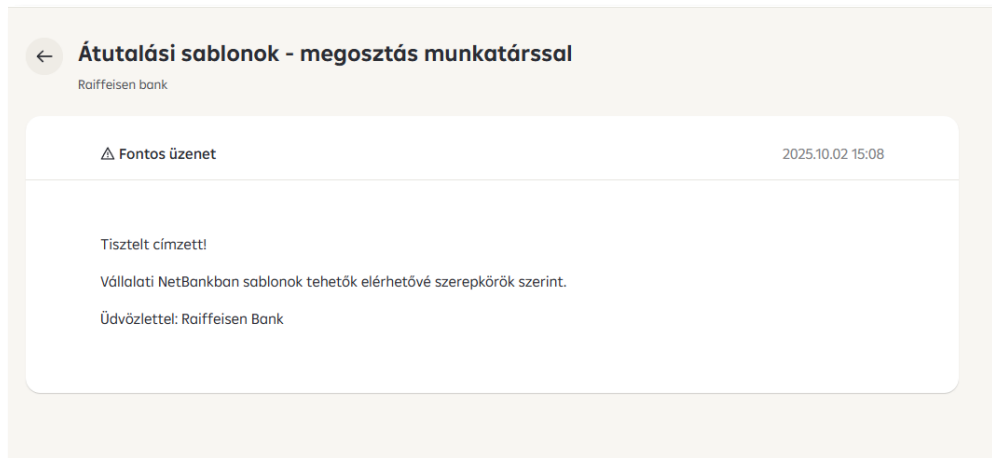 Átutalási sablonok - megosztás munkatárssal
Raiffeisen bank
Fontos üzenet
2025.10.02 15:08
Tisztelt címzett!
Vállalati NetBankban sablonok tehetők elérhetővé szerepkörök szerint.
Üdvözlettel: Raiffeisen Bank